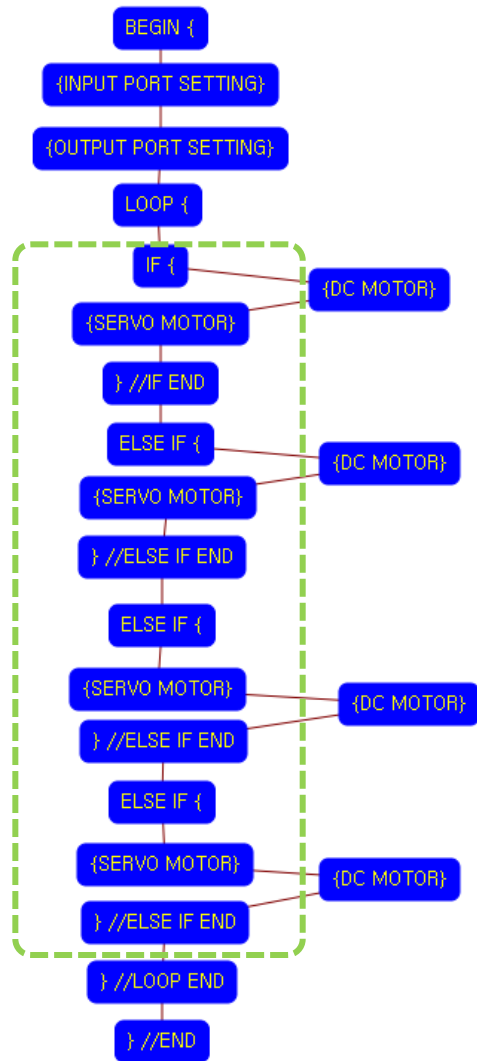 BEGIN {
{INPUT PORT SETTING}
{OUTPUT PORT SETTING}
LOOP {
IF {
{DC MOTOR}
{SERVO MOTOR}
} //IF END
ELSE IF {
{DC MOTOR}
{SERVO MOTOR}
} //ELSE IF END
ELSE IF {
{SERVO MOTOR}
{DC MOTOR}
} //ELSE IF END
ELSE IF {
{SERVO MOTOR}
{DC MOTOR}
} //ELSE IF END
} //LOOP END
} //END